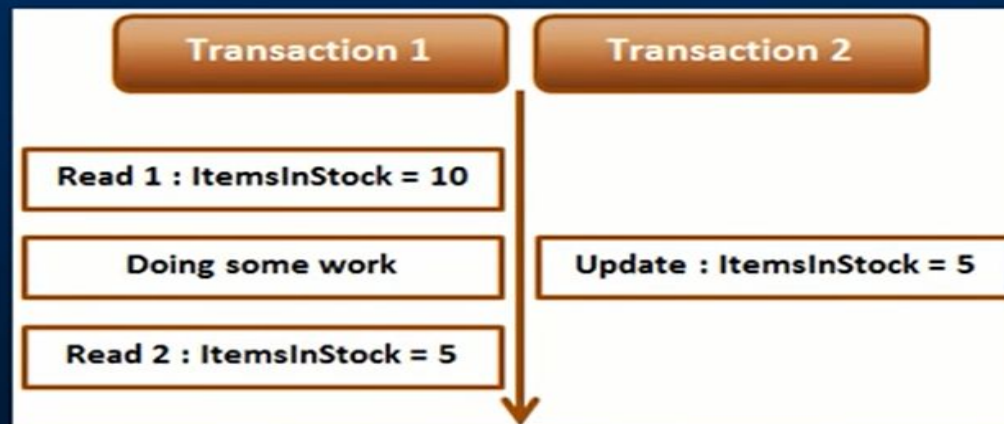 Transaction 1
Transaction 2
Read 1 : ItemsInStock = 10
Doing some work
Update : ItemsInStock = 5
Read 2 : ItemsInStock = 5